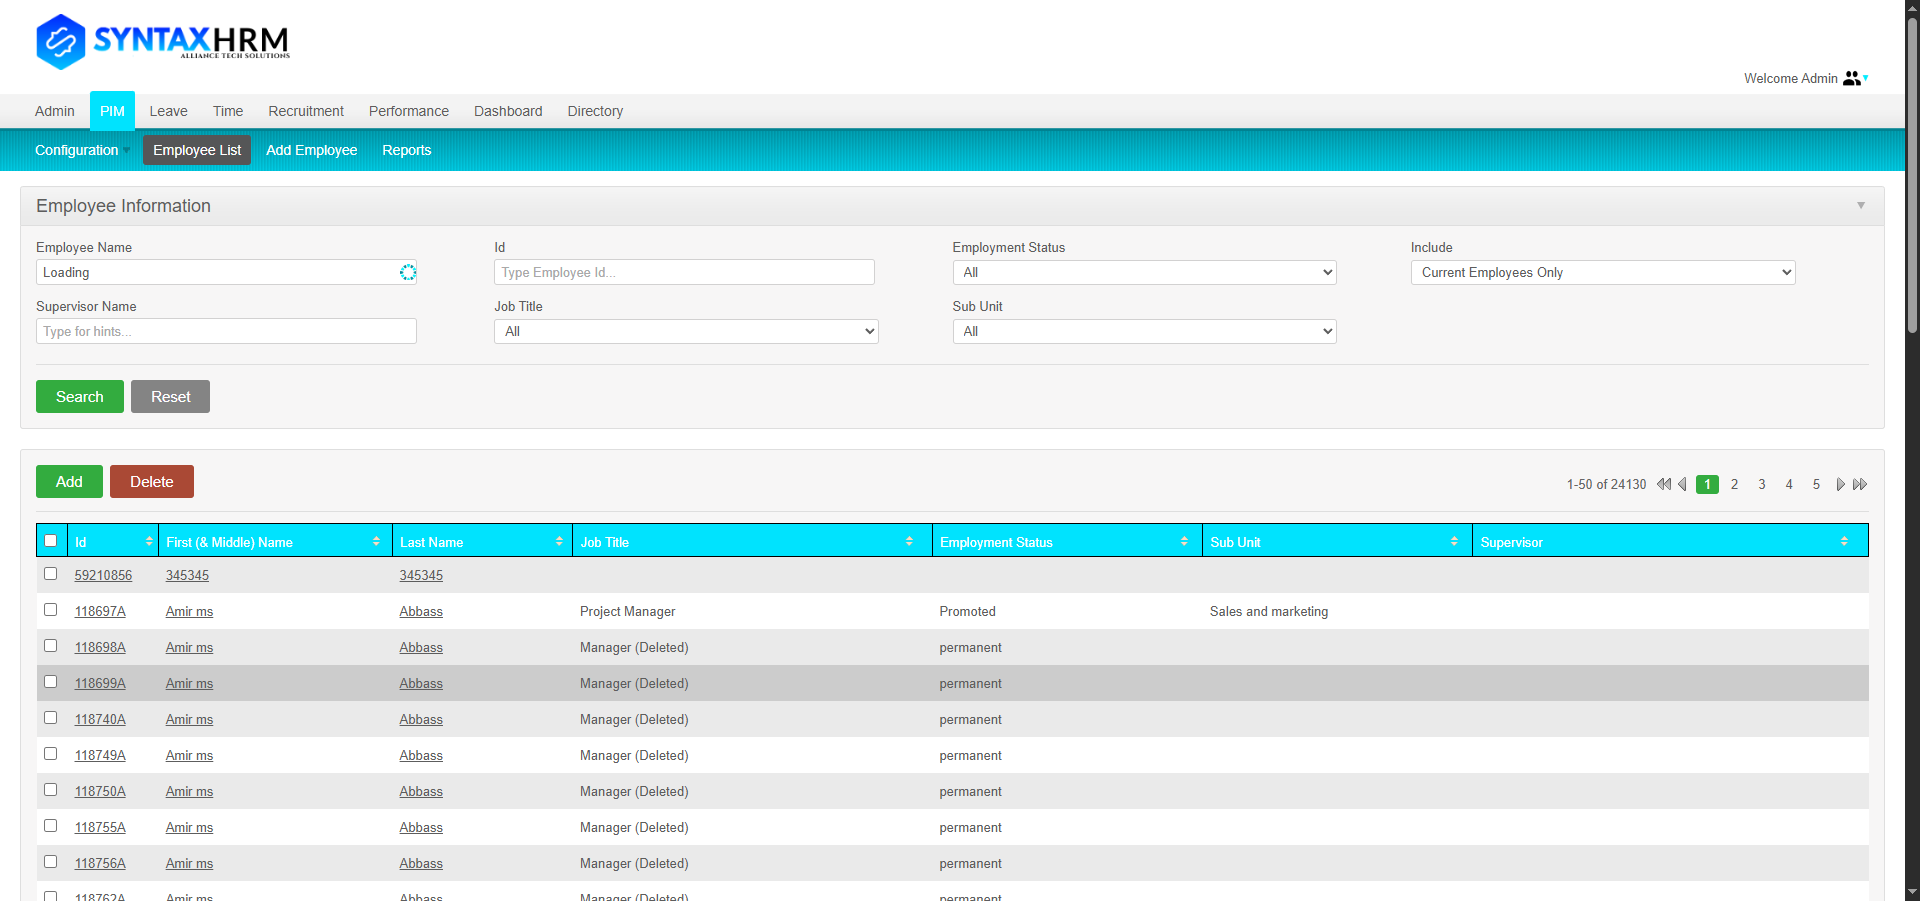 SYNTAXHRM
ALLIANCE TECH SOLUTIONS
Welcome Admin
Admin PIM Leave Time Recruitment Performance Dashboard Directory
Configuration Employee List Add Employee Reports
Employee Information
Employee Name Id Employment Status Include
Loading Type Employee Id... All Current Employees Only
Supervisor Name Job Title Sub Unit
Type for hints... All All
Search Reset
Add Delete 1-50 of 24130 1 2 3 4 5
Id First (& Middle) Name Last Name Job Title Employment Status Sub Unit Supervisor
59210856 345345 345345
118697A Amir ms Abbass Project Manager Promoted Sales and marketing
118698A Amir ms Abbass Manager (Deleted) permanent
118699A Amir ms Abbass Manager (Deleted) permanent
118740A Amir ms Abbass Manager (Deleted) permanent
118749A Amir ms Abbass Manager (Deleted) permanent
118750A Amir ms Abbass Manager (Deleted) permanent
118755A Amir ms Abbass Manager (Deleted) permanent
118756A Amir ms Abbass Manager (Deleted) permanent
118762A Amir ms Abbass Manager (Deleted) permanent